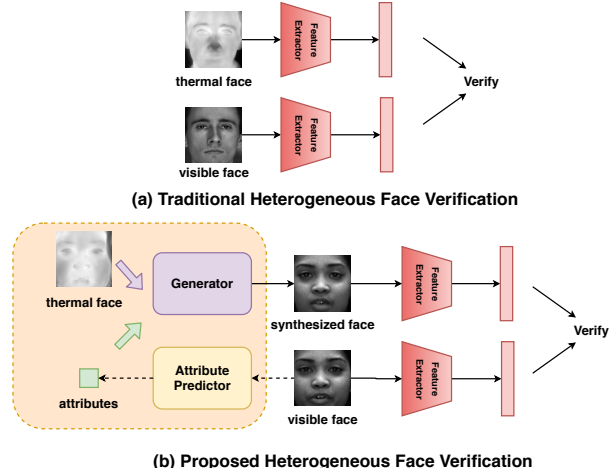 Feature
Extractor
thermal face
Verify
Feature
Extractor
visible face
(a) Traditional Heterogeneous Face Verification
thermal face
Generator
synthesized face
Feature
Extractor
Verify
attributes
Attribute
Predictor
visible face
Feature
Extractor
(b) Proposed Heterogeneous Face Verification